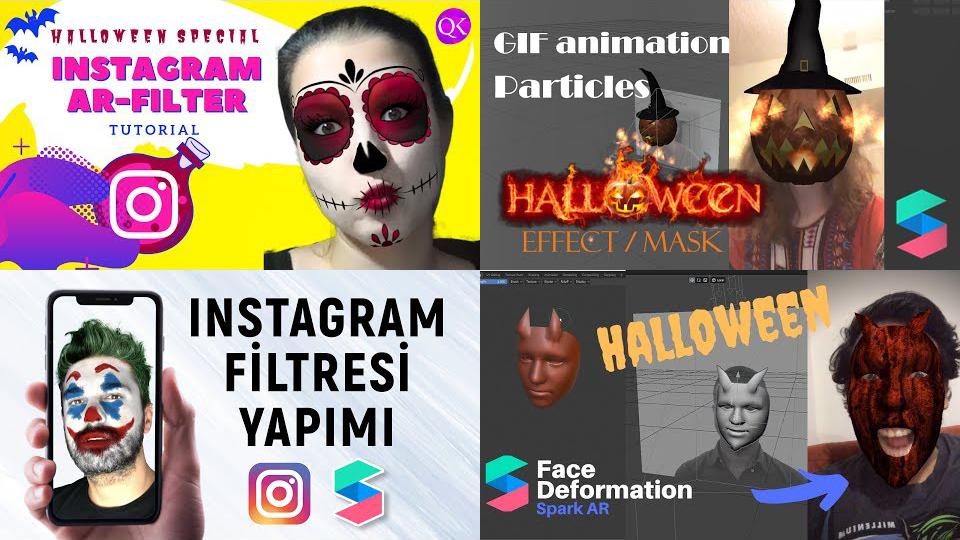 HALLOWEEN SPECIAL
INSTAGRAM
AR-FILTER
TUTORIAL
QK
GIF animation
Particles
HALLOWEEN
EFFECT / MASK
INSTAGRAM
FİLTRESİ
YAPIMI
HALLOWEEN
Face
Deformation
Spark AR
MILLENIUM